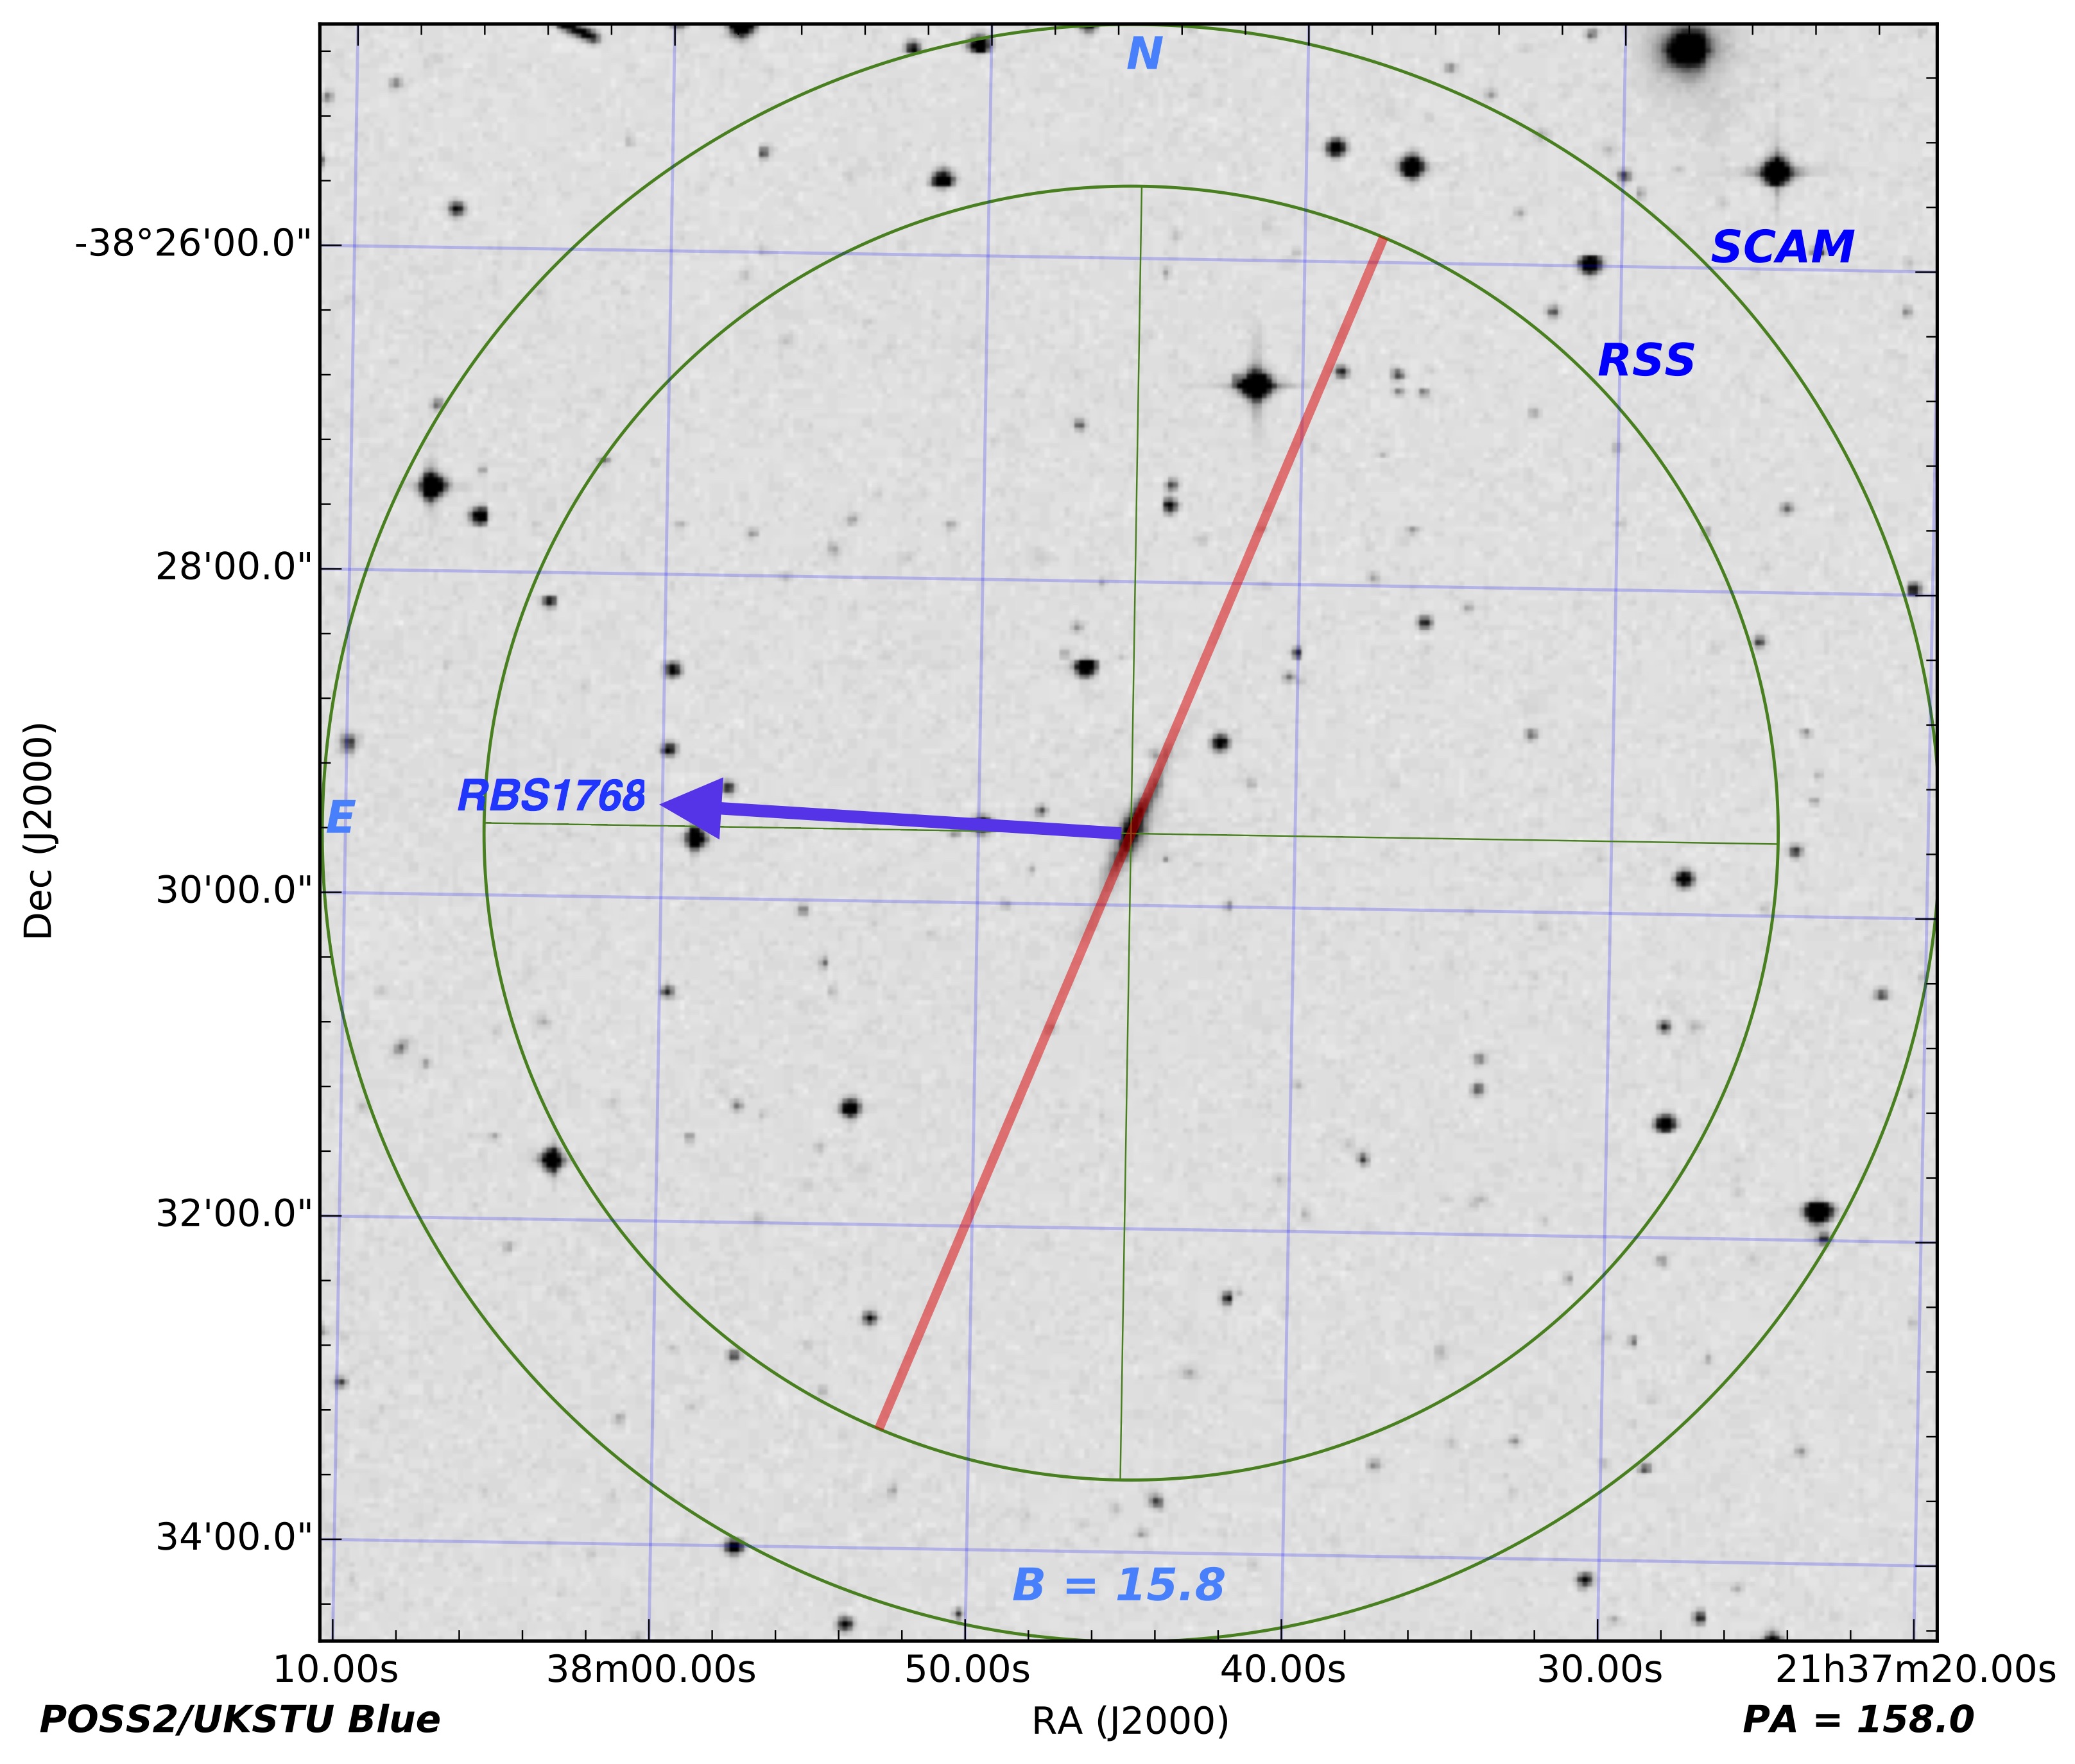 N
SCAM
-38°26'00.0"
RSS
28'00.0"
RBS1768
E
Dec (J2000)
30'00.0"
32'00.0"
34'00.0"
B = 15.8
10.00s 38m00.00s 50.00s 40.00s 30.00s 21h37m20.00s
POSS2/UKSTU Blue RA (J2000) PA = 158.0